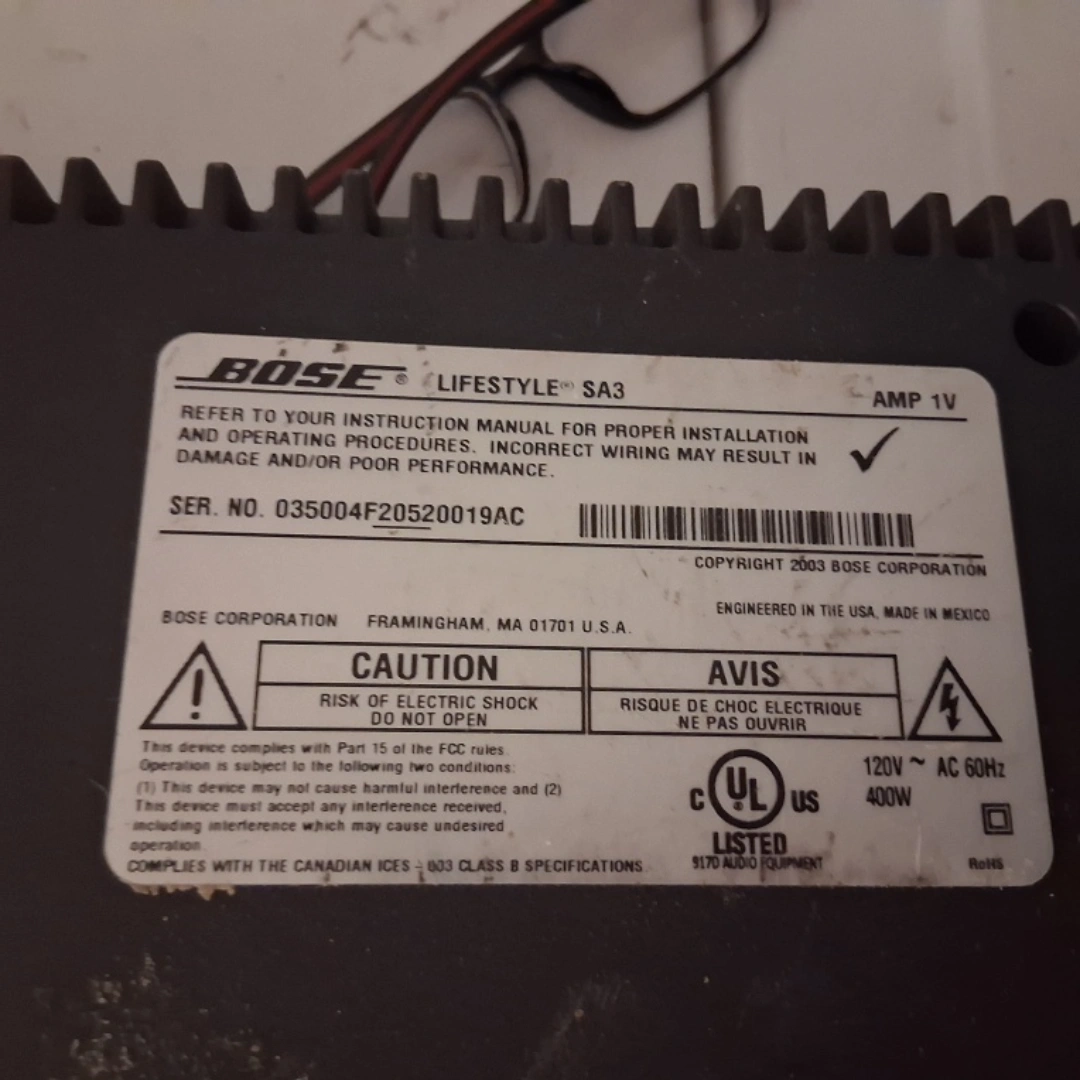 BOSE® LIFESTYLE® SA3 AMP 1V
REFER TO YOUR INSTRUCTION MANUAL FOR PROPER INSTALLATION
AND OPERATING PROCEDURES. INCORRECT WIRING MAY RESULT IN
DAMAGE AND/OR POOR PERFORMANCE.
SER. NO. 035004F20520019AC
COPYRIGHT 2003 BOSE CORPORATION
ENGINEERED IN THE USA, MADE IN MEXICO
BOSE CORPORATION FRAMINGHAM, MA 01701 U.S.A.
CAUTION
RISK OF ELECTRIC SHOCK
DO NOT OPEN
AVIS
RISQUE DE CHOC ELECTRIQUE
NE PAS OUVRIR
This device complies with Part 15 of the FCC rules.
Operation is subject to the following two conditions:
(1) This device may not cause harmful interference and (2)
This device must accept any interference received,
including interference which may cause undesired
operation.
COMPLIES WITH THE CANADIAN ICES - 003 CLASS B SPECIFICATIONS.
C UL® US
LISTED
917D AUDIO EQUIPMENT
120V ~ AC 60Hz
400W
RoHS